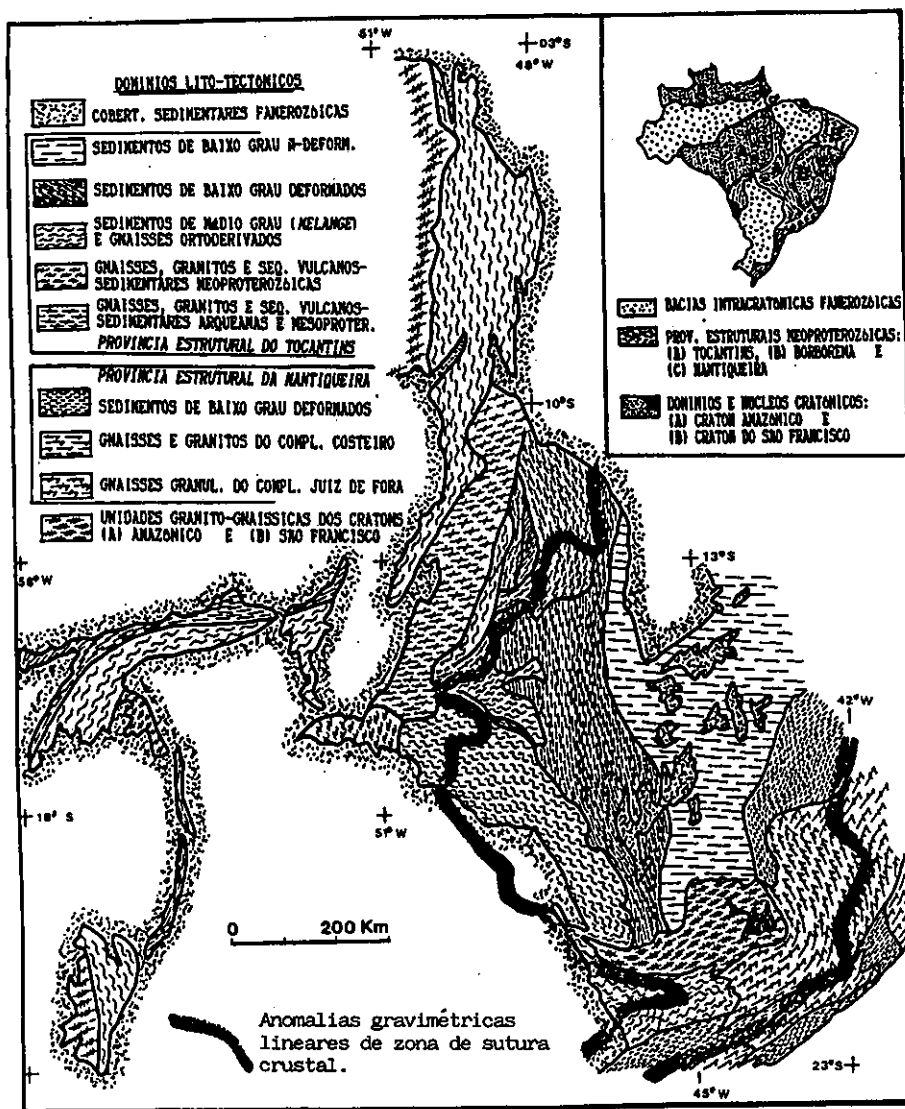 51° W
03° S
48° W
DOMINIOS LITO-TECTONICOS
COBERT. SEDIMENTARES FANEROZÓICAS
SEDIMENTOS DE BAIXO GRAU Ñ-DEFORM.
SEDIMENTOS DE BAIXO GRAU DEFORMADOS
SEDIMENTOS DE MÉDIO GRAU (MELANGE)
E GNAISSES ORTODERIVADOS
GNAISSES, GRANITOS E SEQ. VULCANOS-
SEDIMENTARES NEOPROTEROZÓICAS
GNAISSES, GRANITOS E SEQ. VULCANOS-
SEDIMENTARES ARQUEANAS E MESOPROTER.
PROVINCIA ESTRUTURAL DO TOCANTINS
PROVINCIA ESTRUTURAL DA MANTIQUEIRA
SEDIMENTOS DE BAIXO GRAU DEFORMADOS
GNAISSES E GRANITOS DO COMPL. COSTEIRO
GNAISSES GRANUL. DO COMPL. JUIZ DE FORA
UNIDADES GRANITO-GNAISSICAS DOS CRATONS
(A) AMAZONICO E (B) SAO FRANCISCO
BACIAS INTRACRATONICAS FANEROZÓICAS
PROV. ESTRUTURAIS NEOPROTEROZÓICAS:
(A) TOCANTINS, (B) BORBOREMA E
(C) MANTIQUEIRA
DOMINIOS E NUCLEOS CRATONICOS:
(A) CRATON AMAZONICO E
(B) CRATON DO SAO FRANCISCO
10° S
13° S
56° W
42° W
18° S
51° W
0 200 Km
Anomalias gravimétricas
lineares de zona de sutura
crustal.
45° W
23° S